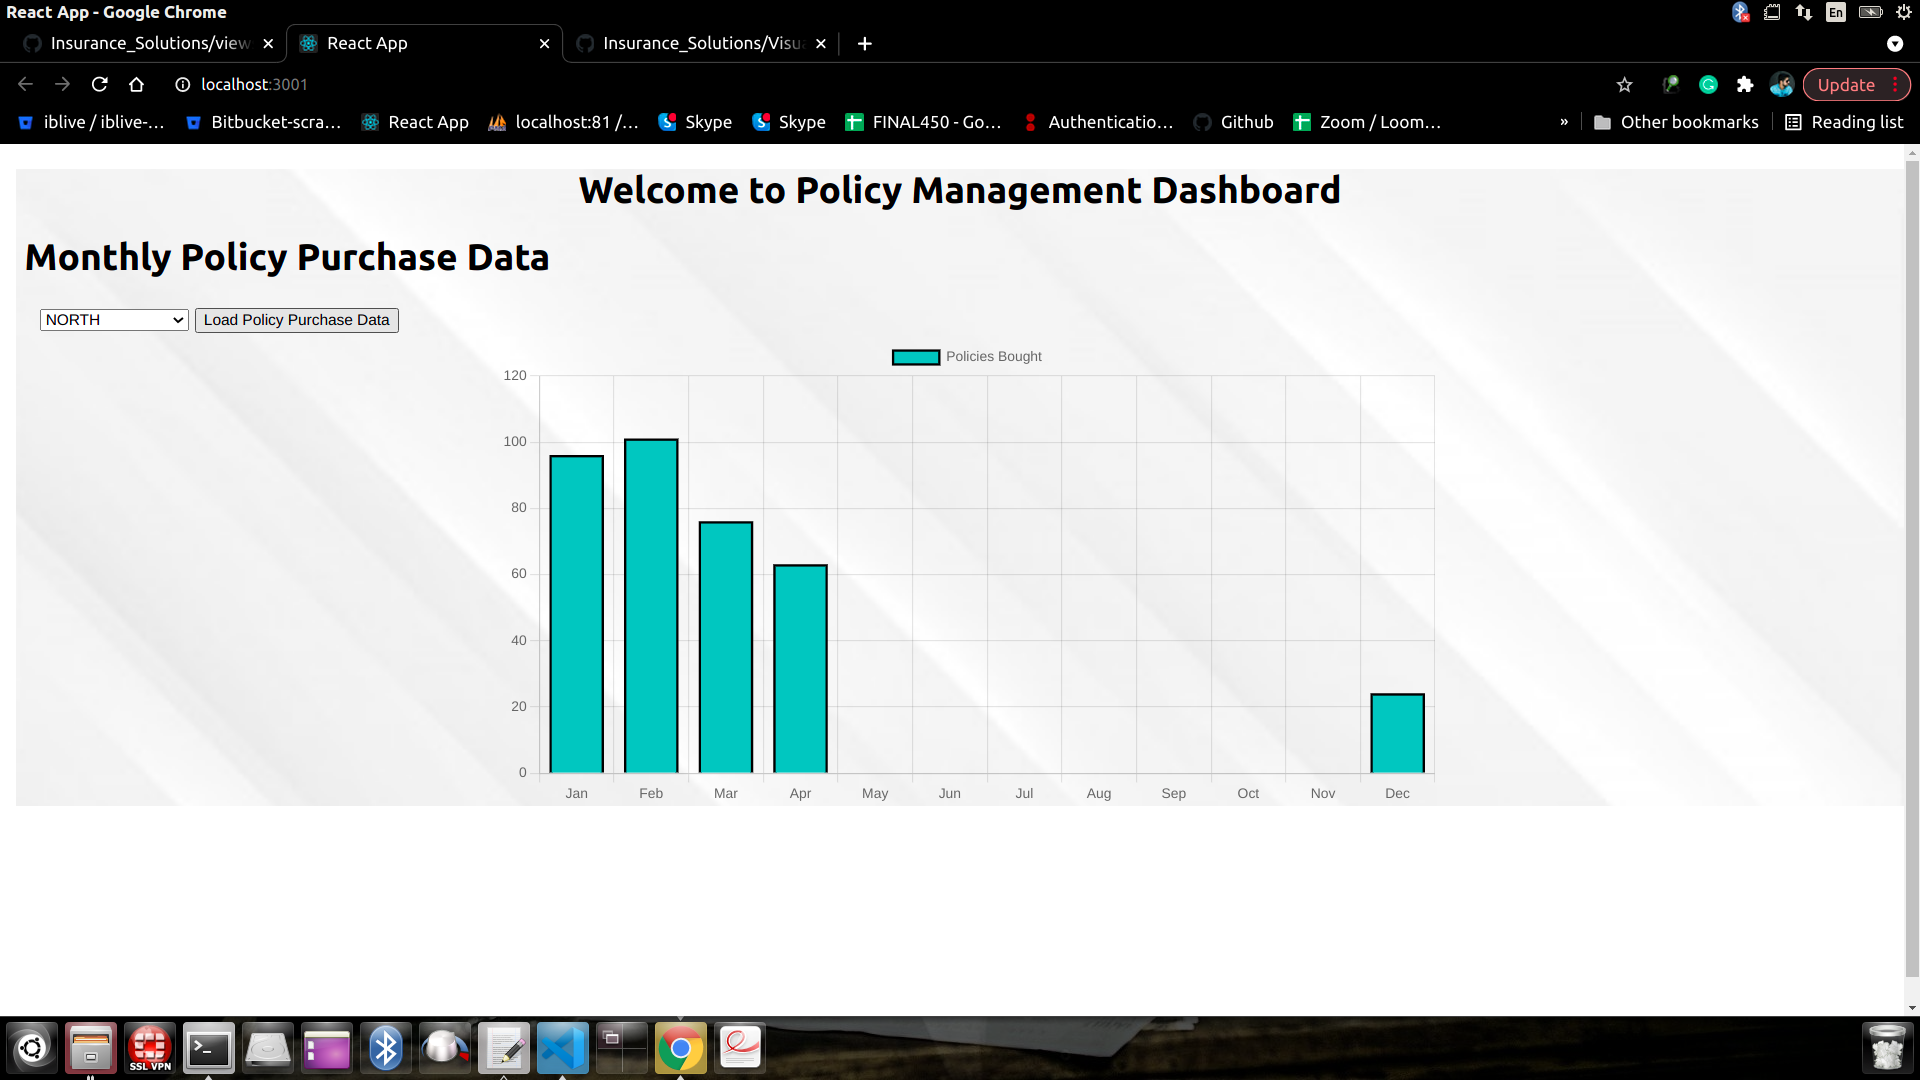 React App - Google Chrome
En
Insurance_Solutions/view
React App
Insurance_Solutions/Visu
localhost:3001
Update
iblive / iblive-...
Bitbucket-scra...
React App
localhost:81 /...
Skype
Skype
FINAL450 - Go...
Authenticatio...
Github
Zoom / Loom...
»
Other bookmarks
Reading list
Welcome to Policy Management Dashboard
Monthly Policy Purchase Data
NORTH
Load Policy Purchase Data
Policies Bought
120
100
80
60
40
20
0
Jan Feb Mar Apr May Jun Jul Aug Sep Oct Nov Dec
SSL VPN